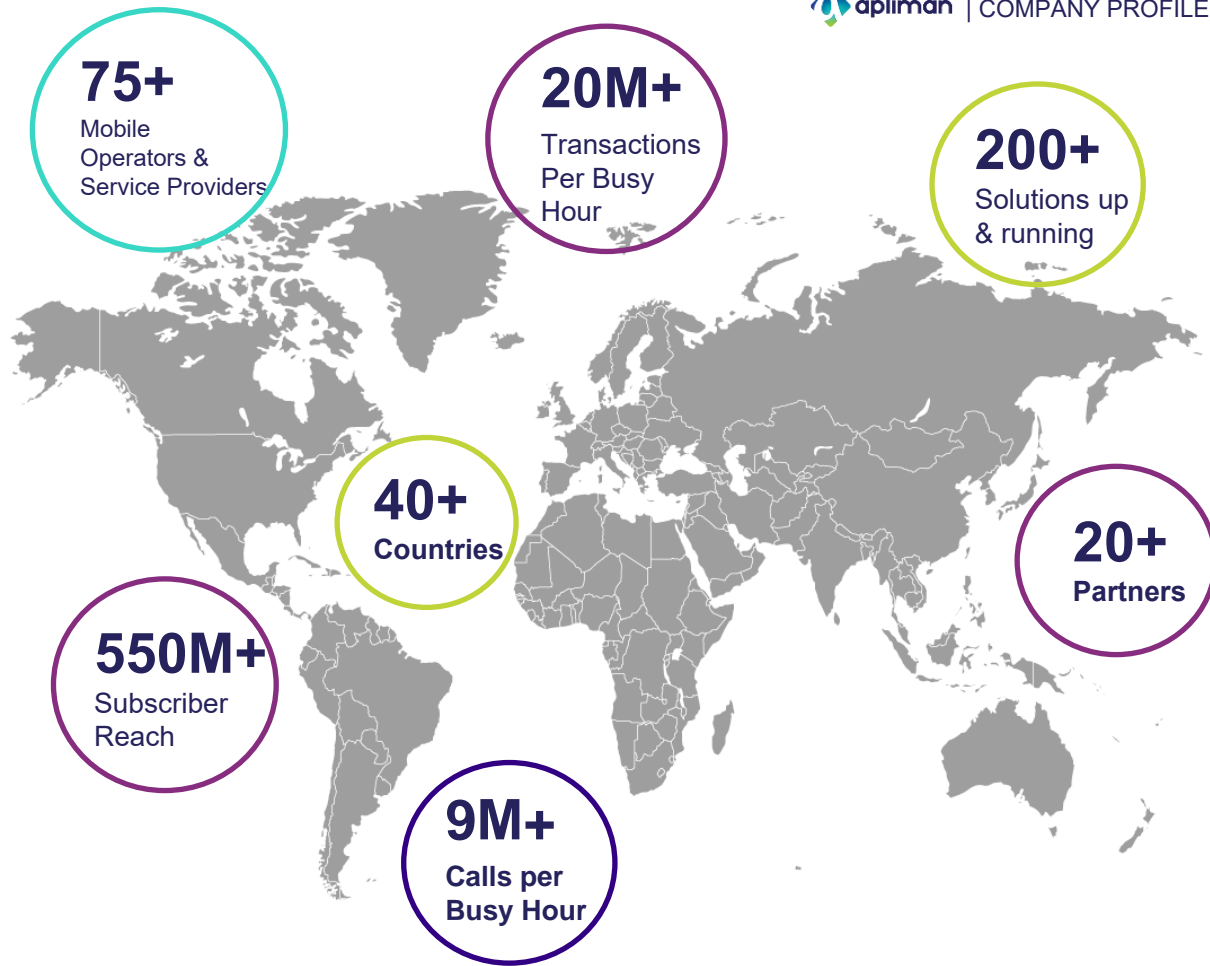 apliman | COMPANY PROFILE
75+
Mobile
Operators &
Service Providers
20M+
Transactions
Per Busy
Hour
200+
Solutions up
& running
40+
Countries
20+
Partners
550M+
Subscriber
Reach
9M+
Calls per
Busy Hour